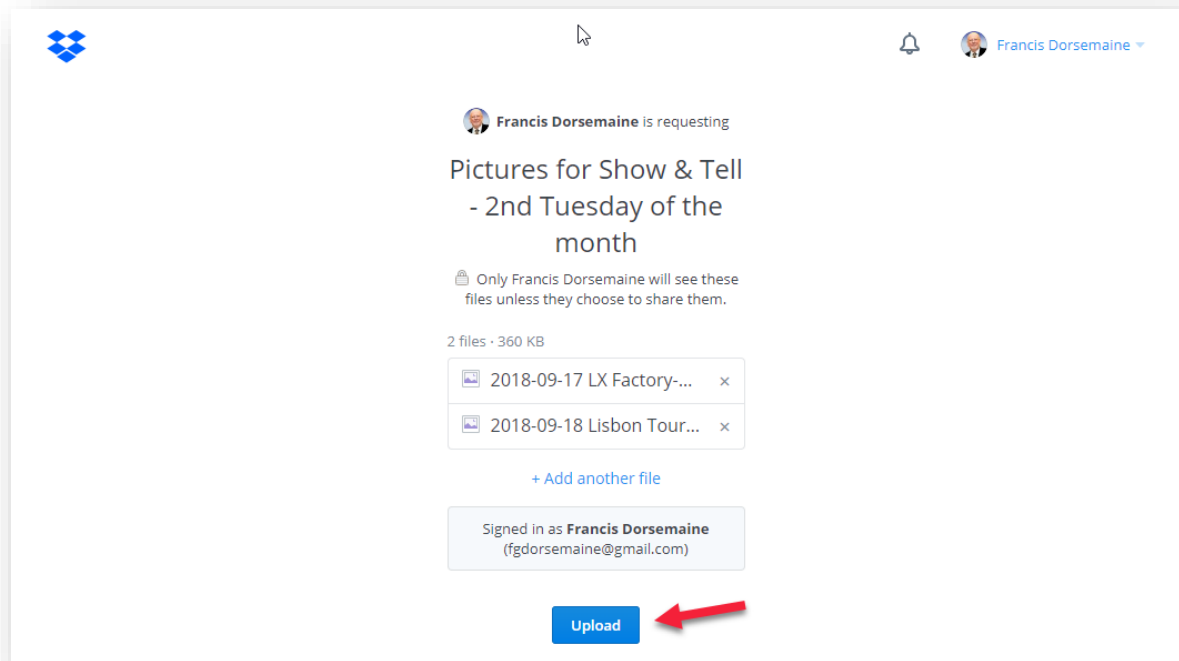 Francis Dorsemaine
Francis Dorsemaine is requesting
Pictures for Show & Tell
- 2nd Tuesday of the
month
Only Francis Dorsemaine will see these
files unless they choose to share them.
2 files · 360 KB
2018-09-17 LX Factory-... ×
2018-09-18 Lisbon Tour... ×
+ Add another file
Signed in as Francis Dorsemaine
(fgdorsemaine@gmail.com)
Upload